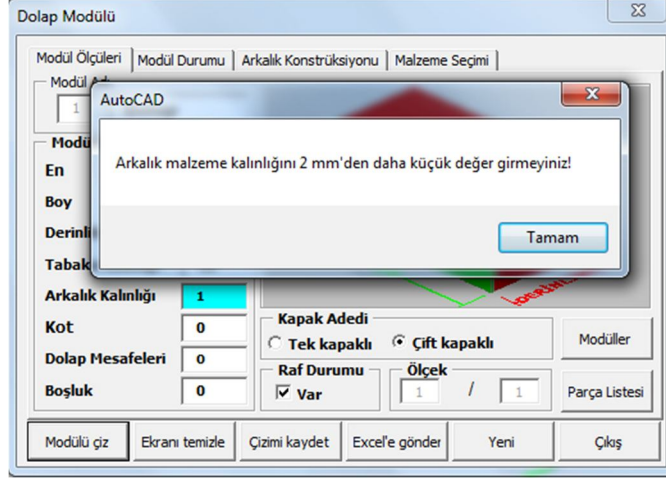 Dolap Modülü
Modül Ölçüleri Modül Durumu Arkalık Konstrüksiyonu Malzeme Seçimi
Modül
1
AutoCAD
Arkalık malzeme kalınlığını 2 mm'den daha küçük değer girmeyiniz!
Tamam
En
Boy
Arkalık Kalınlığı 1
Kot 0
Dolap Mesafeleri 0
Boşluk 0
Kapak Adedi
Tek kapaklı Çift kapaklı
Raf Durumu
Var
Ölçek
1 / 1
Modüller
Parça Listesi
Modülü çiz Ekranı temizle Çizimi kaydet Excel'e gönder Yeni Çıkış